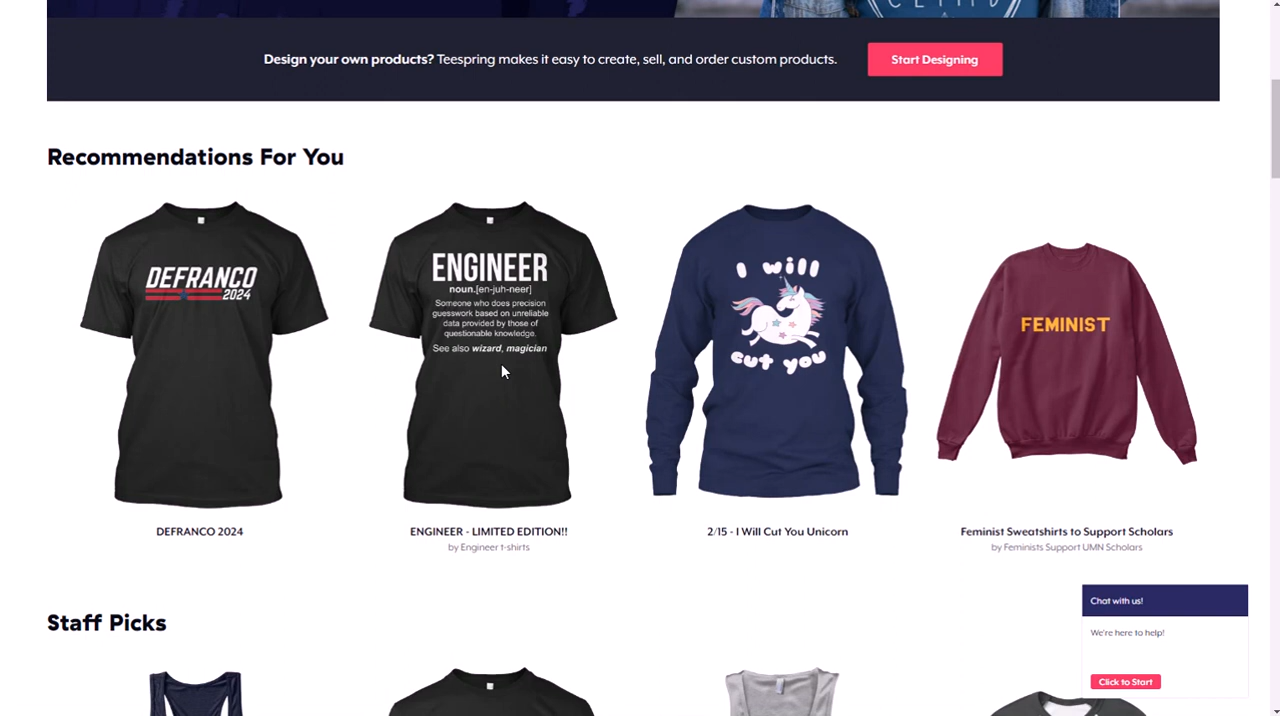 Design your own products? Teespring makes it easy to create, sell, and order custom products.
Start Designing
Recommendations For You
DEFRANCO
2024
ENGINEER
noun.[en-juh-neer]
Someone who does precision
guesswork based on unreliable
data provided by those of
questionable knowledge.
See also wizard, magician
I will
cut you
FEMINIST
DEFRANCO 2024
ENGINEER - LIMITED EDITION!!
by Engineer t-shirts
2/15 - I Will Cut You Unicorn
Feminist Sweatshirts to Support Scholars
by Feminists Support UMN Scholars
Staff Picks
Chat with us!
We're here to help!
Click to Start